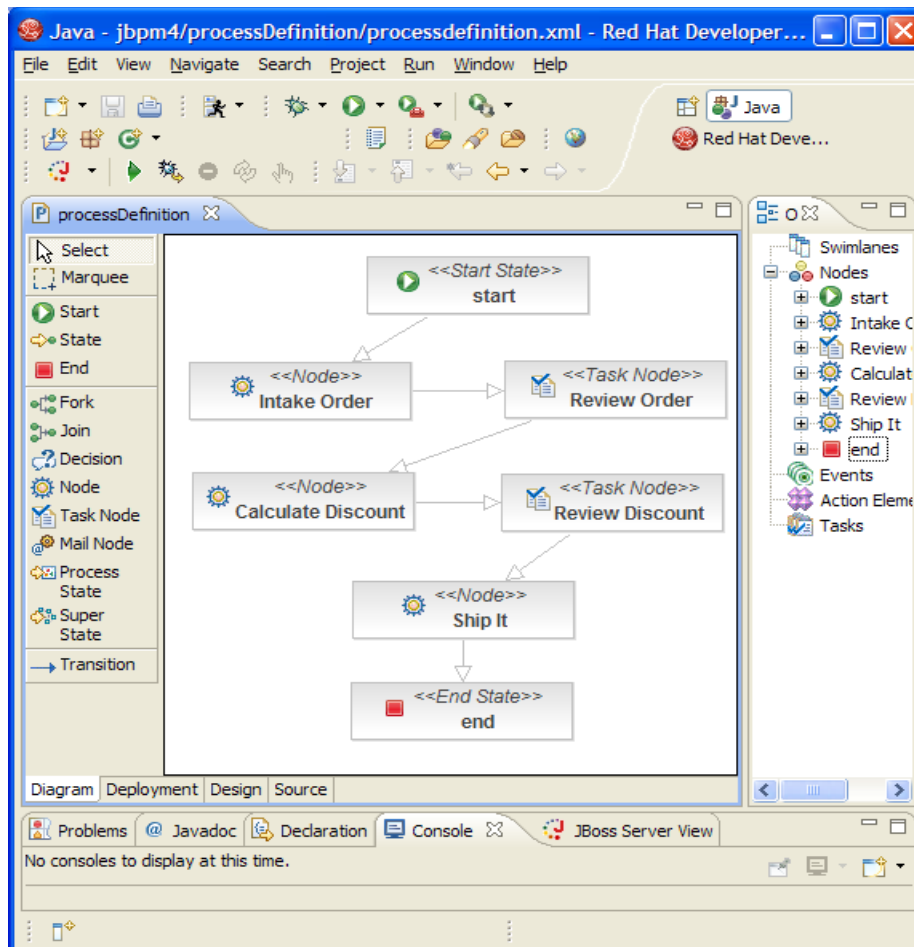 Java - jbpm4/processDefinition/processdefinition.xml - Red Hat Developer...
File Edit View Navigate Search Project Run Window Help
Java
Red Hat Deve...
processDefinition
Select
Marquee
Start
State
End
Fork
Join
Decision
Node
Task Node
Mail Node
Process
State
Super
State
Transition
<<Start State>>
start
<<Node>>
Intake Order
<<Task Node>>
Review Order
<<Node>>
Calculate Discount
<<Task Node>>
Review Discount
<<Node>>
Ship It
<<End State>>
end
O
Swimlanes
Nodes
start
Intake O
Review
Calculat
Review
Ship It
end
Events
Action Eleme
Tasks
Diagram Deployment Design Source
Problems @ Javadoc Declaration Console JBoss Server View
No consoles to display at this time.